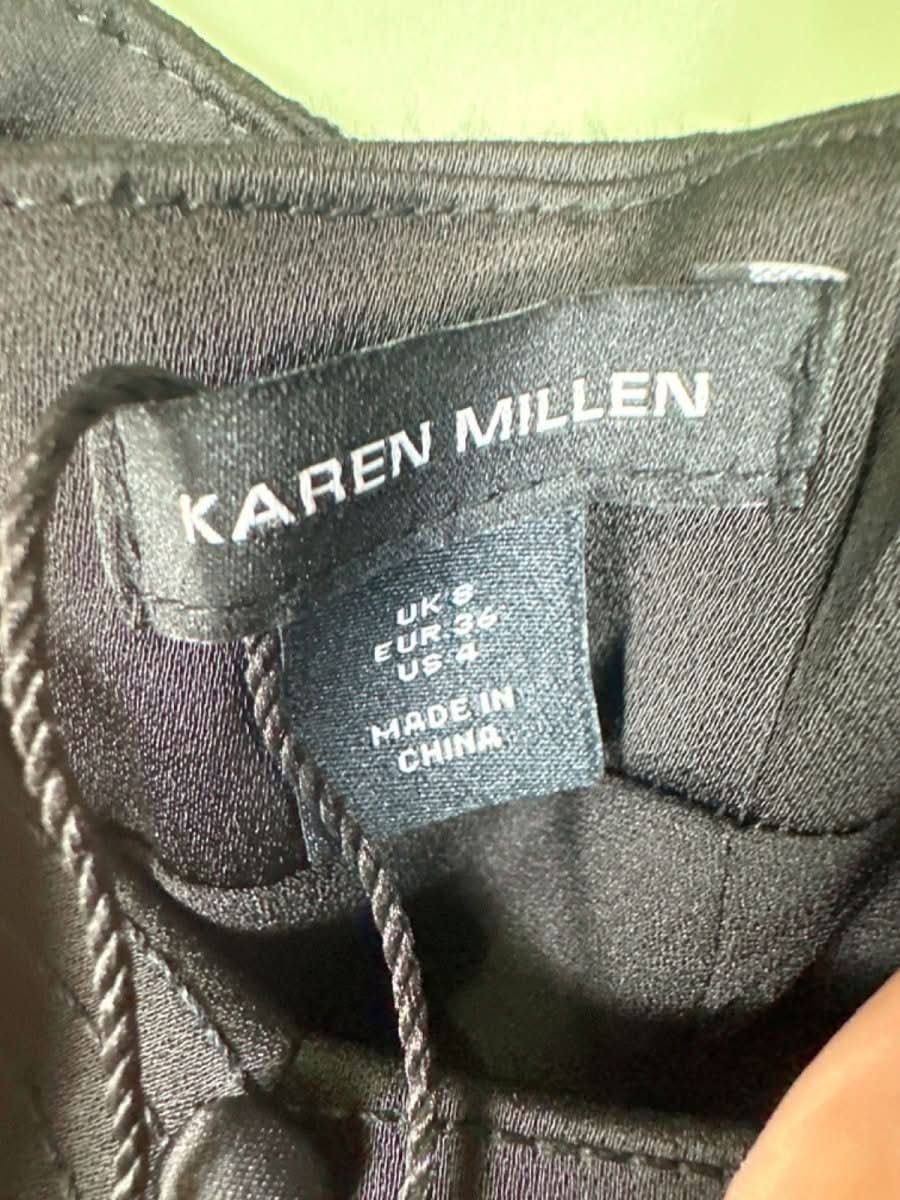 KAREN MILLEN
UK 8
EUR 36
US 4
MADE IN
CHINA